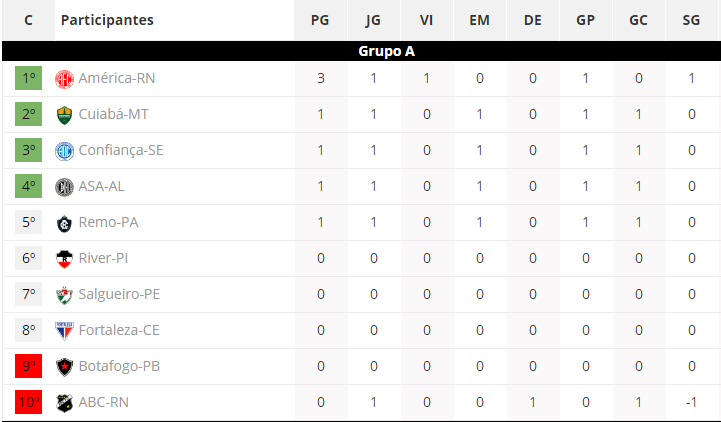 C Participantes PG JG VI EM DE GP GC SG
Grupo A
1º América-RN 3 1 1 0 0 1 0 1
2º Cuiabá-MT 1 1 0 1 0 1 1 0
3º Confiança-SE 1 1 0 1 0 1 1 0
4º ASA-AL 1 1 0 1 0 1 1 0
5º Remo-PA 1 1 0 1 0 1 1 0
6º River-PI 0 0 0 0 0 0 0 0
7º Salgueiro-PE 0 0 0 0 0 0 0 0
8º Fortaleza-CE 0 0 0 0 0 0 0 0
9º Botafogo-PB 0 0 0 0 0 0 0 0
10º ABC-RN 0 1 0 0 1 0 1 -1